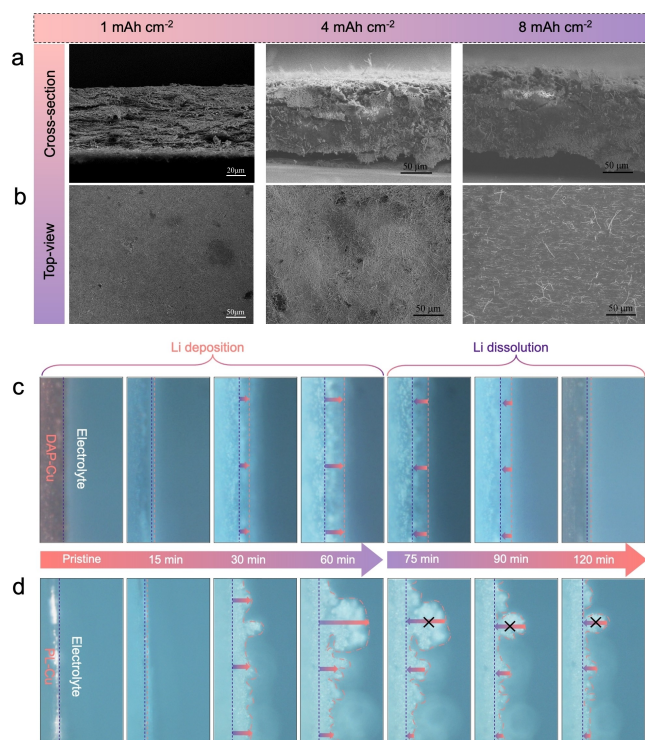 1 mAh cm-2 4 mAh cm-2 8 mAh cm-2
a
Cross-section
20μm
50 μm
50 μm
b
Top-view
50μm
50 μm
50 μm
Li deposition Li dissolution
c
DAP-Cu
Electrolyte
Pristine 15 min 30 min 60 min 75 min 90 min 120 min
d
PL-Cu
Electrolyte